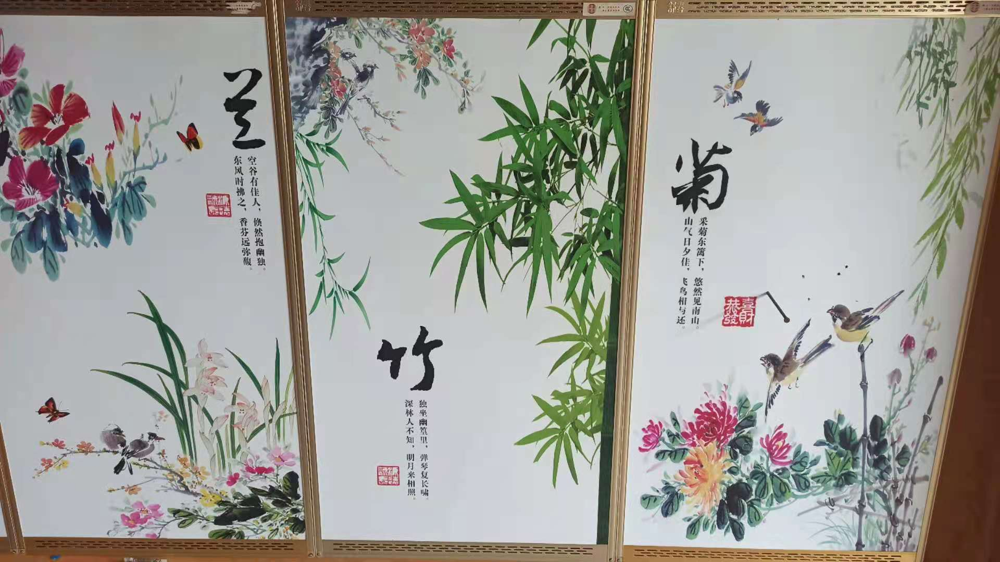 兰
空谷有佳人，倏然抱幽独。
东风时拂之，香芬远弥馥。
竹
独坐幽篁里，弹琴复长啸。
深林人不知，明月来相照。
菊
采菊东篱下，悠然见南山。
山气日夕佳，飞鸟相与还。
恭喜發財